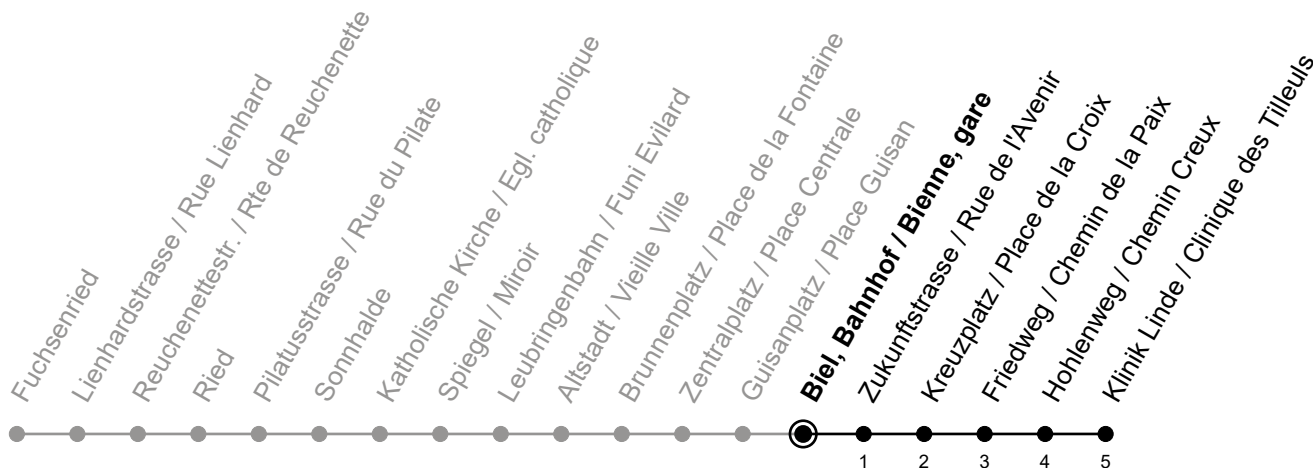 Fuchsenried
Lienhardstrasse / Rue Lienhard
Reuchenettestr. / Rte de Reuchenette
Ried
Pilatusstrasse / Rue du Pilate
Sonnhalde
Katholische Kirche / Egl. catholique
Spiegel / Miroir
Leubringenbahn / Funi Evilard
Altstadt / Vieille Ville
Brunnenplatz / Place de la Fontaine
Zentralplatz / Place Centrale
Guisanplatz / Place Guisan
Biel, Bahnhof / Bienne, gare
Zukunftstrasse / Rue de l'Avenir
Kreuzplatz / Place de la Croix
Friedweg / Chemin de la Paix
Hohlenweg / Chemin Creux
Klinik Linde / Clinique des Tilleuls
1 2 3 4 5